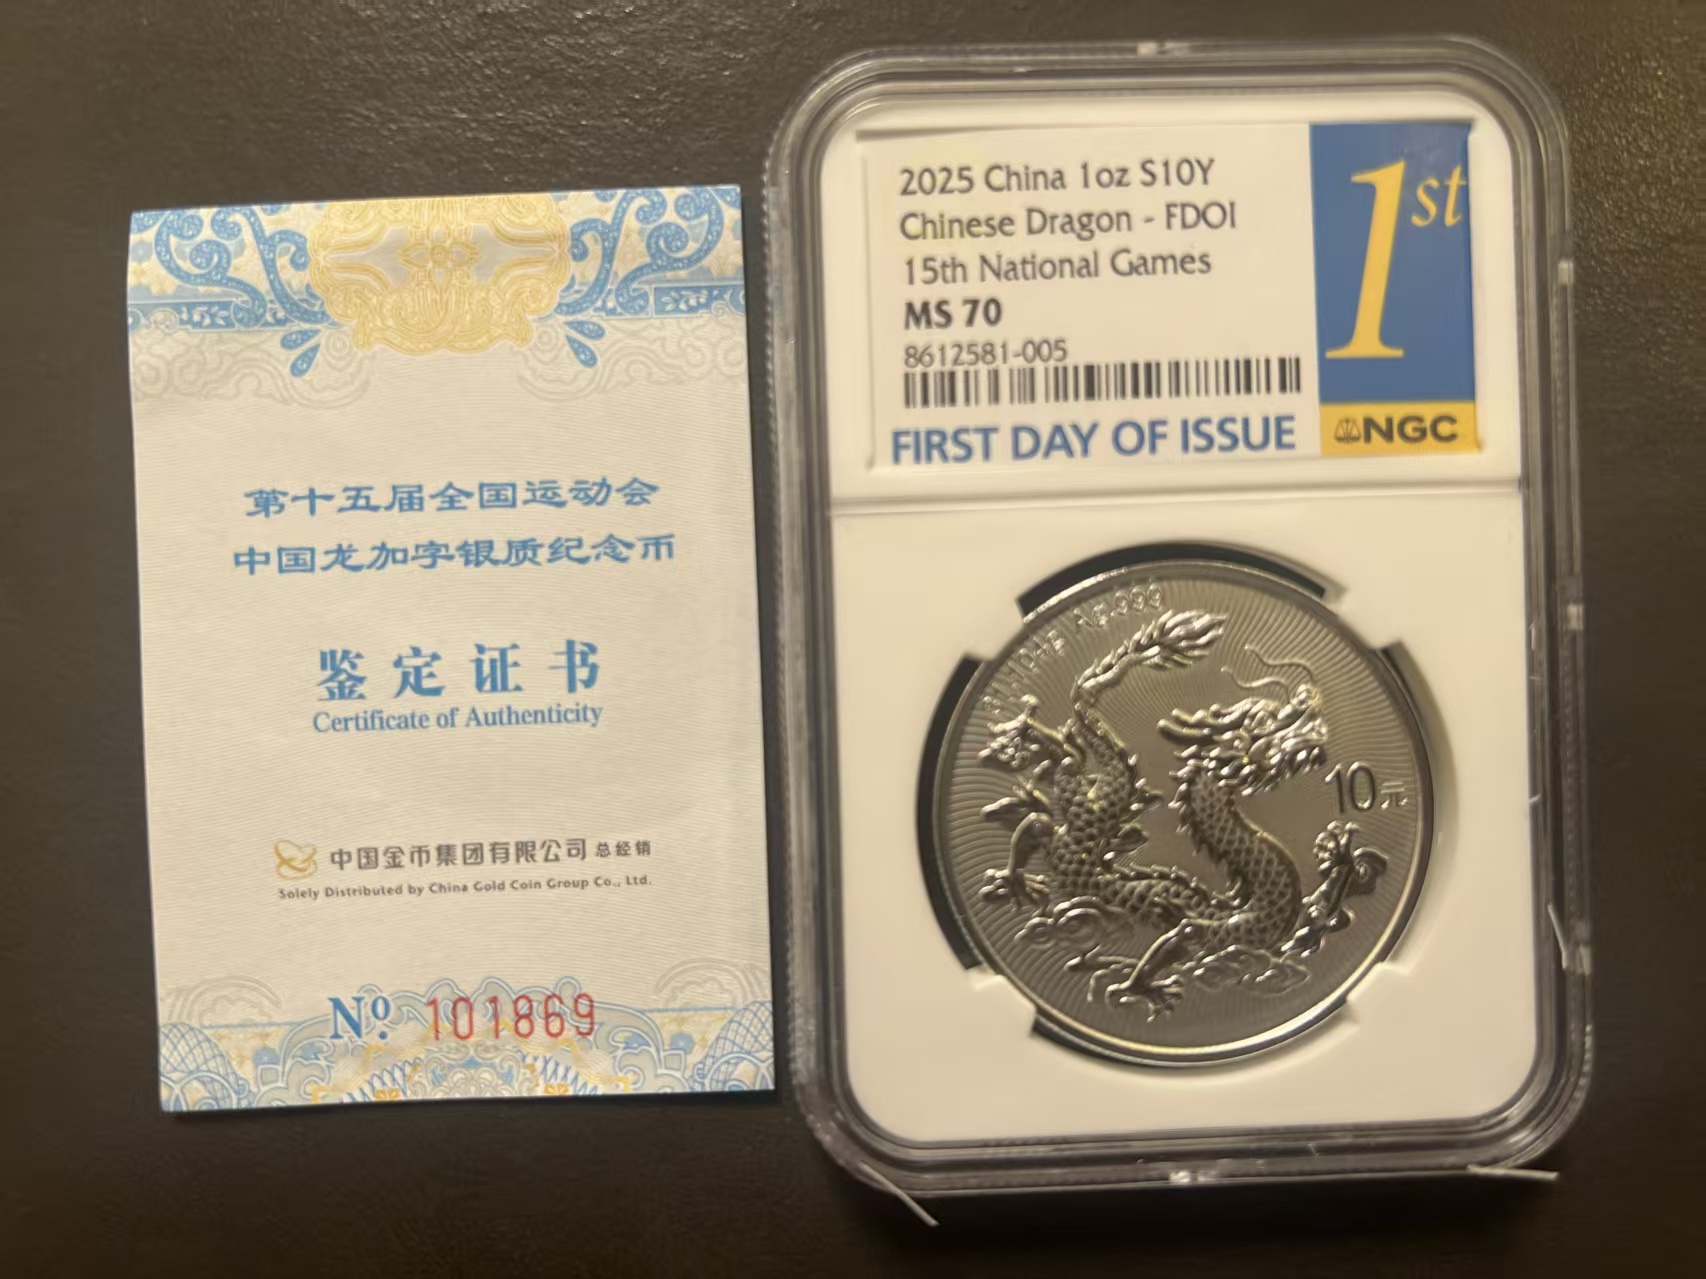 第十五届全国运动会
中国龙加字银质纪念币
鉴定证书
Certificate of Authenticity
中国金币集团有限公司 总经销
Solely Distributed by China Gold Coin Group Co., Ltd.
Nº 101869
2025 China 1oz S10Y
Chinese Dragon - FDOI
15th National Games
MS 70
8612581-005
FIRST DAY OF ISSUE
1st
NGC
Ag.999
10元